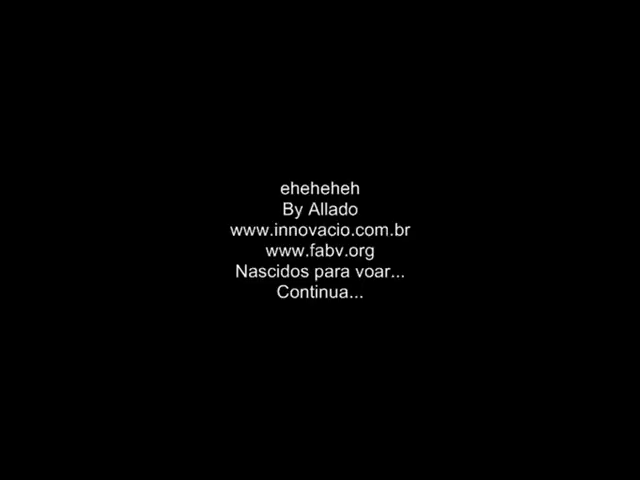 eheheheh
By Allado
www.innovacio.com.br
www.fabv.org
Nascidos para voar...
Continua...